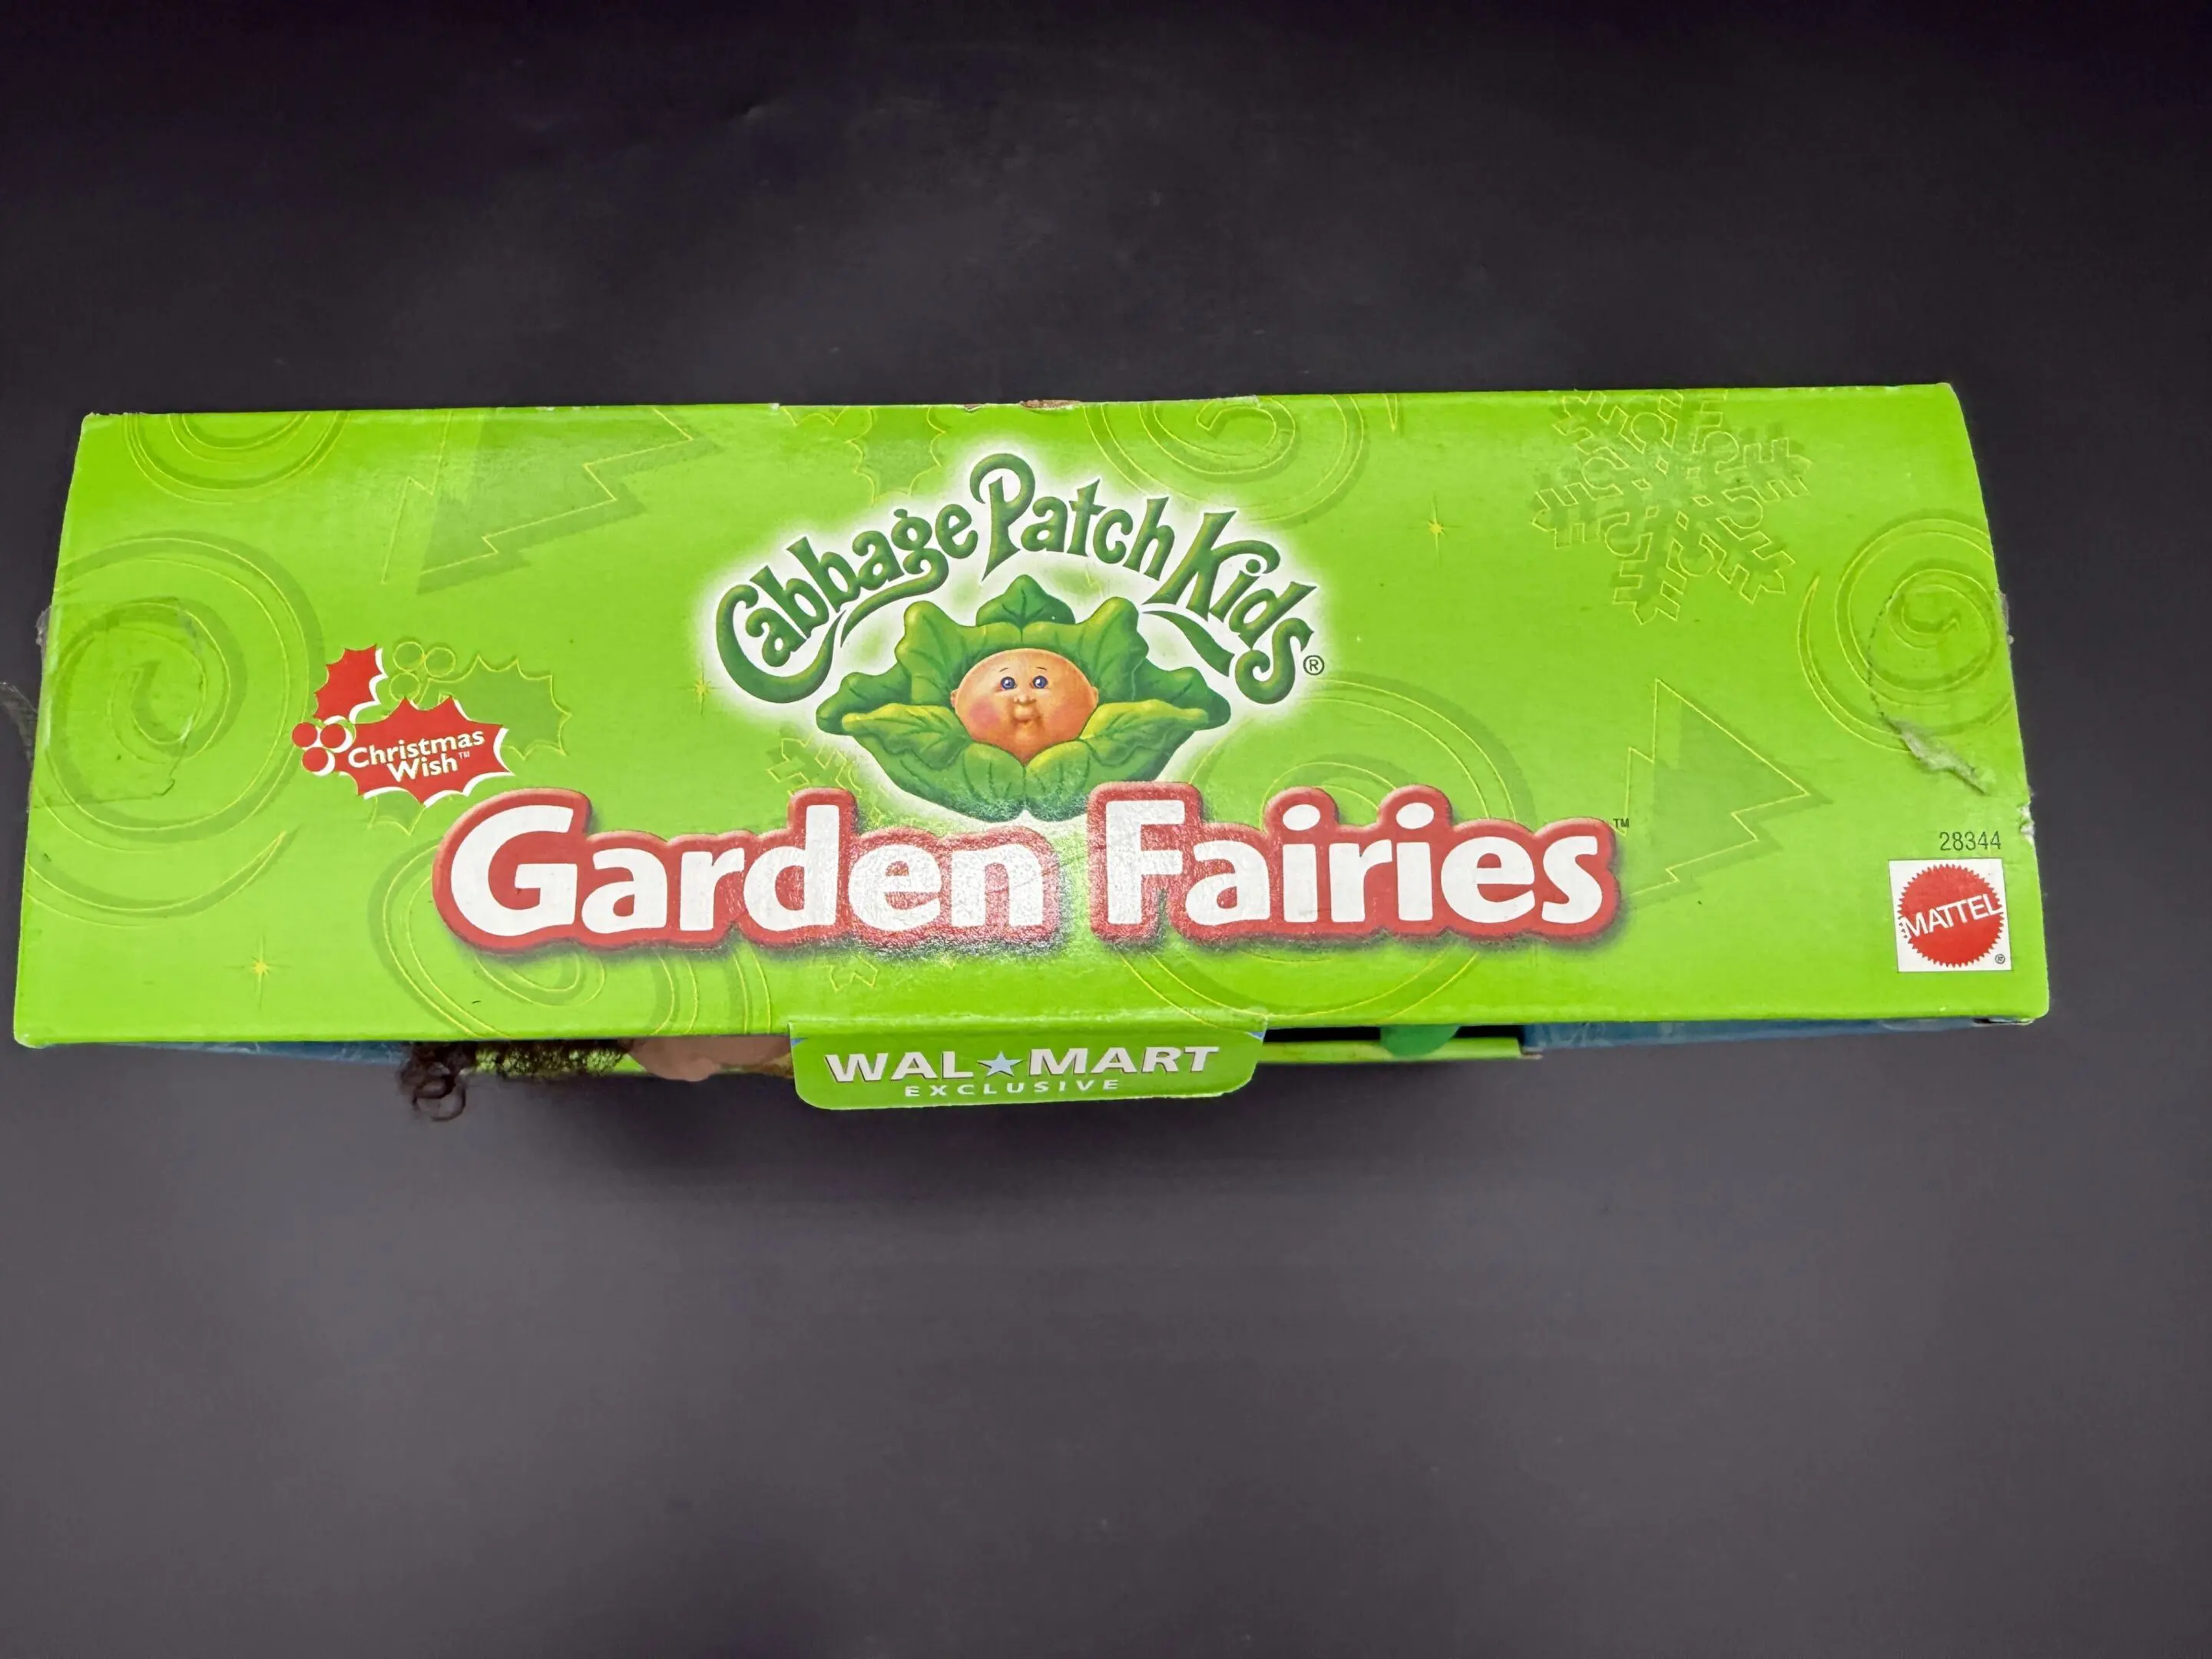 Cabbage Patch Kids®
Christmas
Wish™
Garden Fairies™
28344
MATTEL®
WAL★MART
EXCLUSIVE